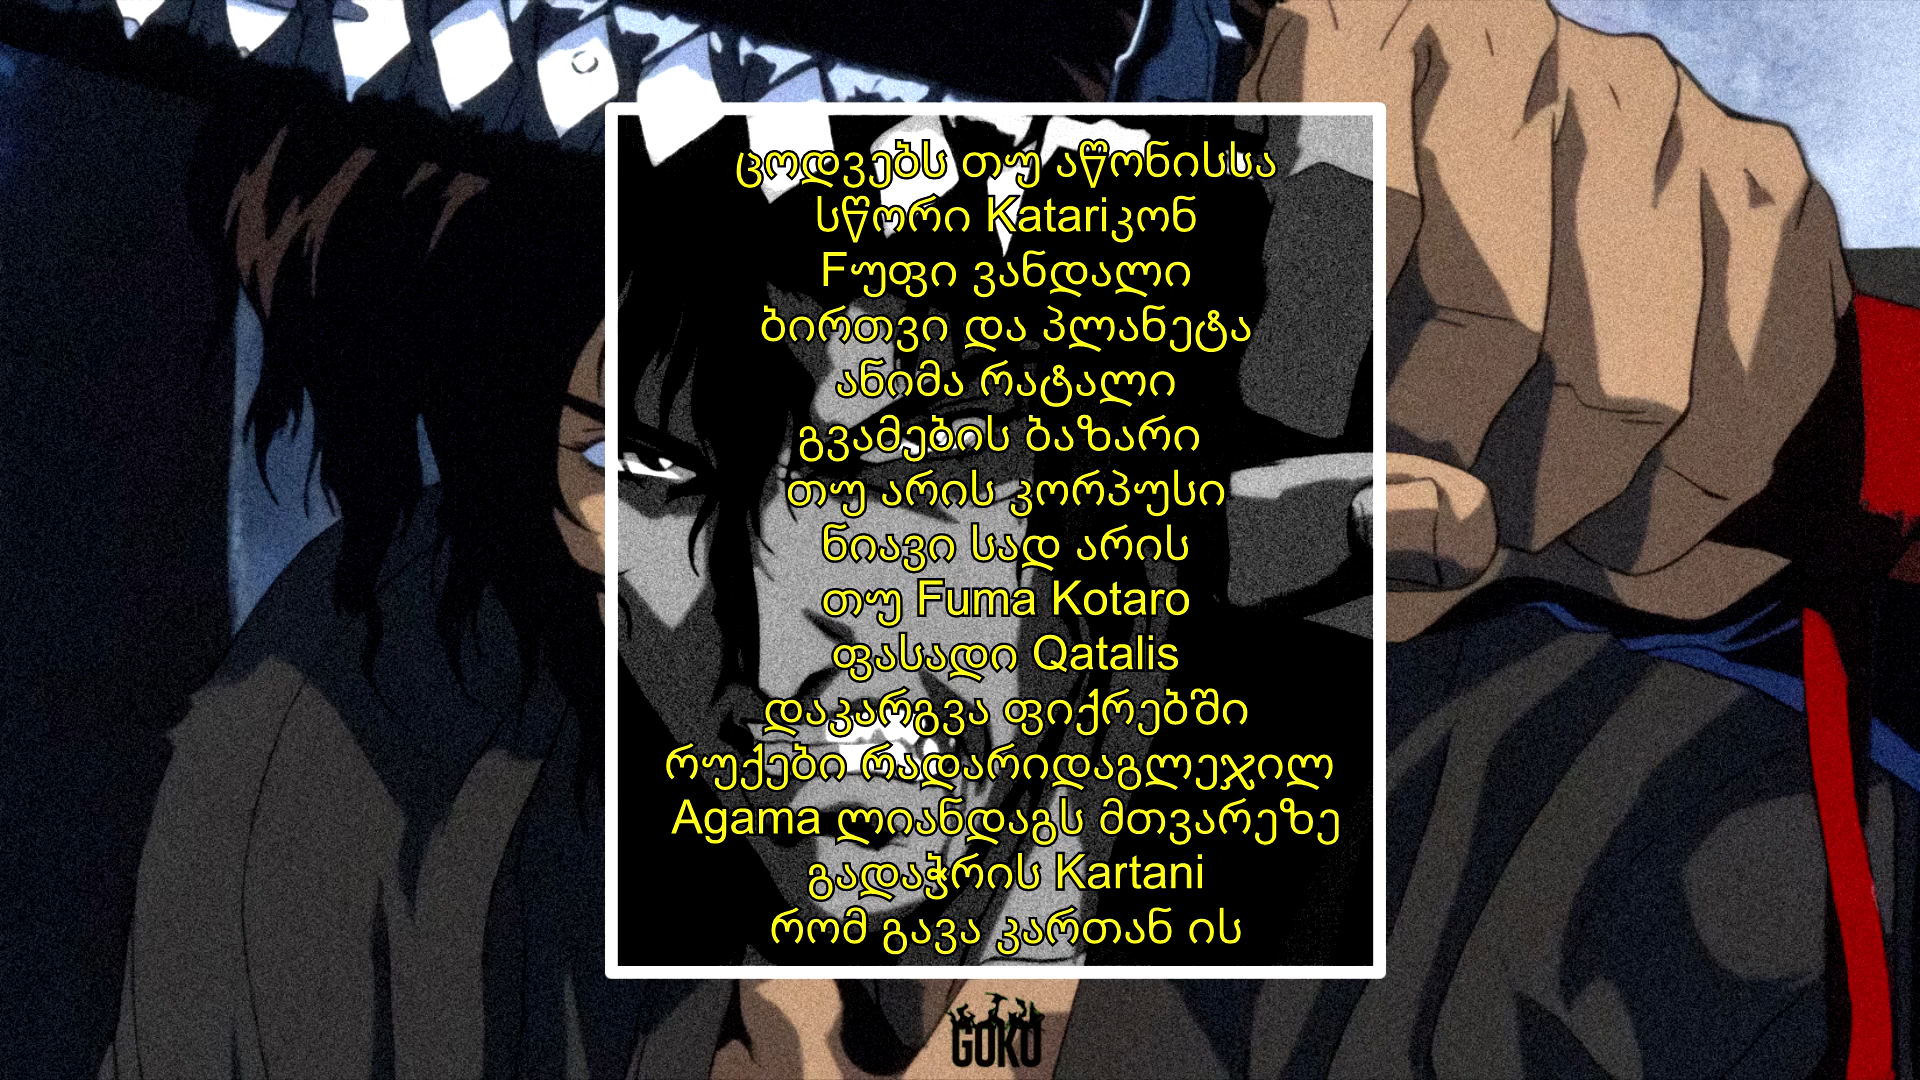 ცოდვებს თუ აწონისსა
სწორი Katariკონ
Fუფი ვანდალი
ბირთვი და პლანეტა
ანიმა რატალი
გვამების ბაზარი
თუ არის კორპუსი
ნიავი სად არის
თუ Fuma Kotaro
ფასადი Qatalis
დაკარგვა ფიქრებში
რუქები რადარიდაგლეჯილ
Agama ლიანდაგს მთვარეზე
გადაჭრის Kartani
რომ გავა კართან ის
GOKU